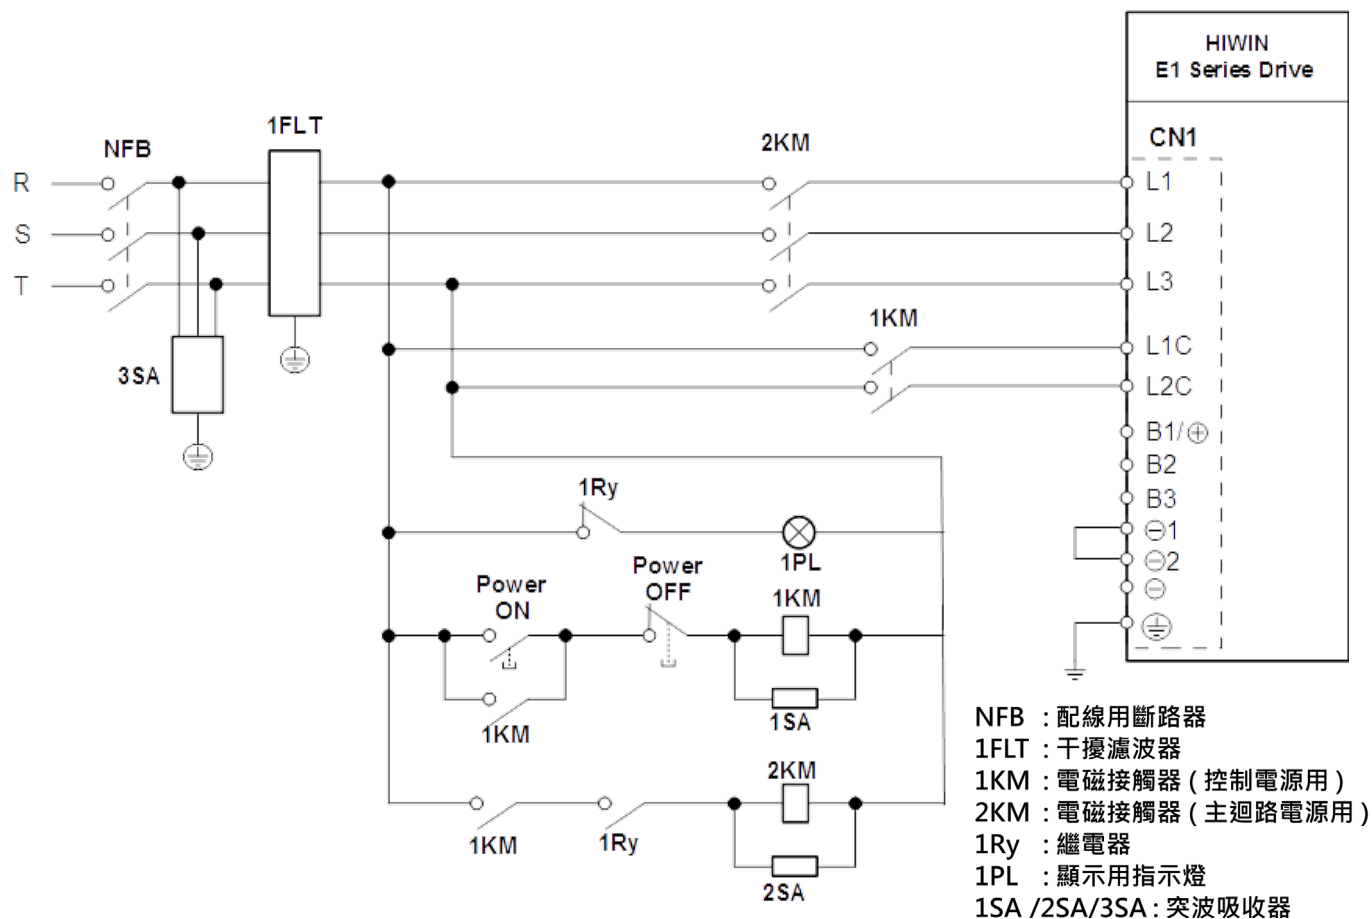 HIWIN
E1 Series Drive
1FLT
NFB
2KM
CN1
R
L1
S
L2
T
L3
1KM
L1C
3SA
L2C
B1/⊕
B2
1Ry
B3
⊖1
1PL
⊖2
Power
OFF
Power
ON
1KM
⊖
1SA
1KM
NFB : 配線用斷路器
1FLT : 干擾濾波器
2KM
1KM : 電磁接觸器 ( 控制電源用 )
2KM : 電磁接觸器 ( 主迴路電源用 )
1KM
1Ry
1Ry : 繼電器
1PL : 顯示用指示燈
2SA
1SA /2SA/3SA : 突波吸收器